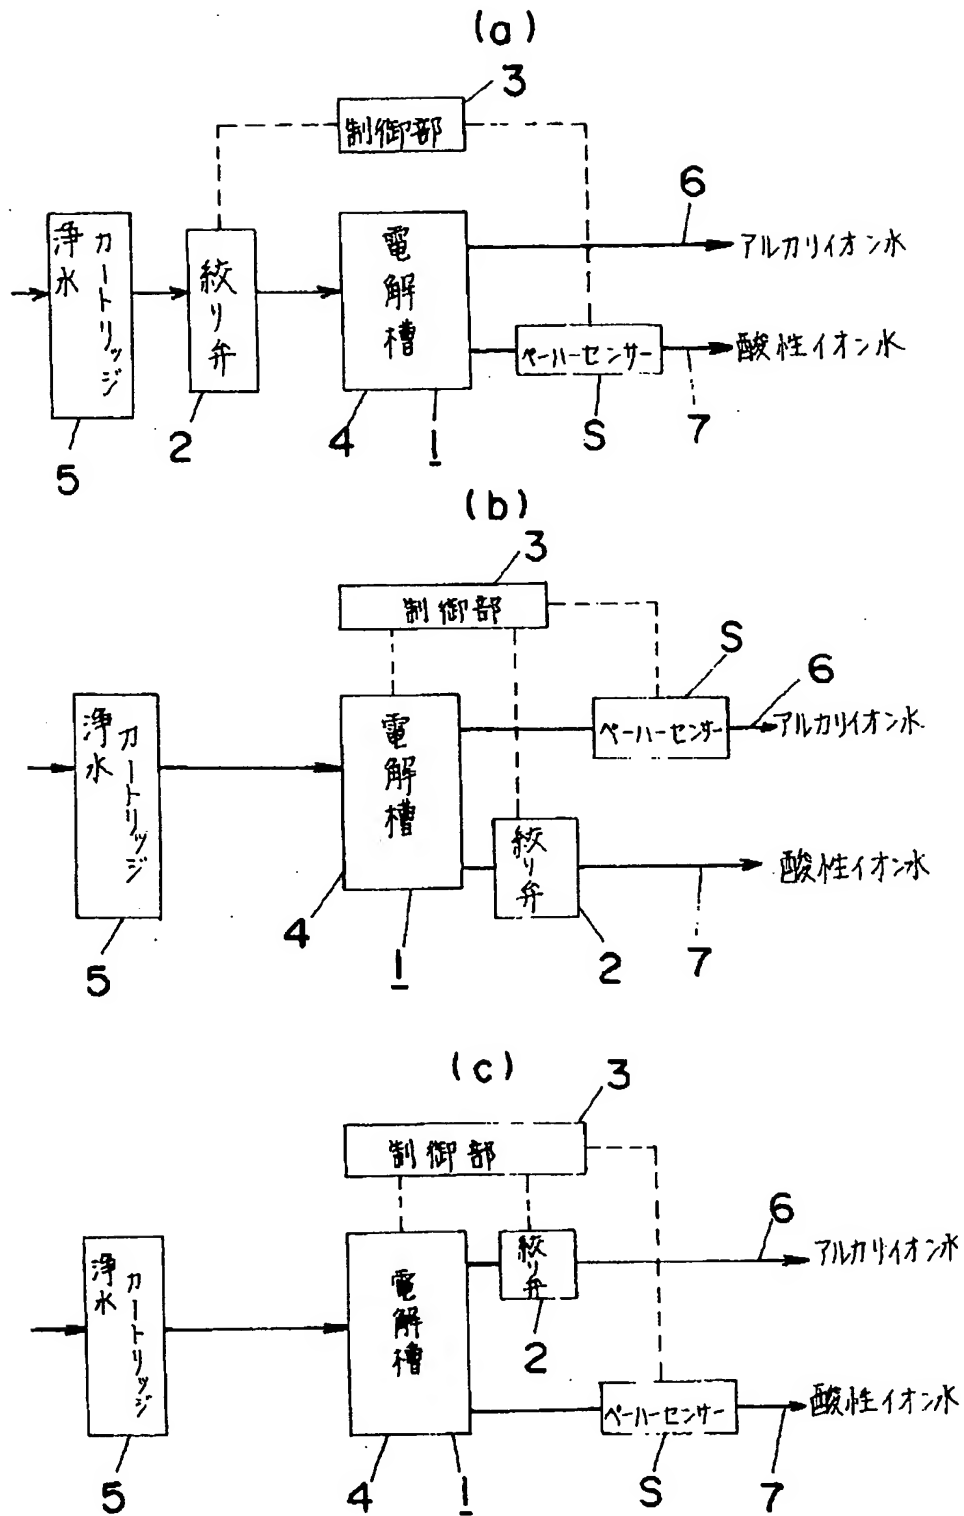 (a)
3
制御部
6
浄水
カートリッジ
絞り弁
電解槽
アルカリイオン水
ペーハーセンサー
酸性イオン水
5
2
4
1
S
7
(b)
3
制御部
S
6
浄水
カートリッジ
電解槽
ペーハーセンサー
アルカリイオン水
絞り弁
酸性イオン水
4
5
1
2
7
(c)
3
制御部
6
浄水
カートリッジ
電解槽
絞り弁
アルカリイオン水
2
ペーハーセンサー
酸性イオン水
5
4
1
S
7